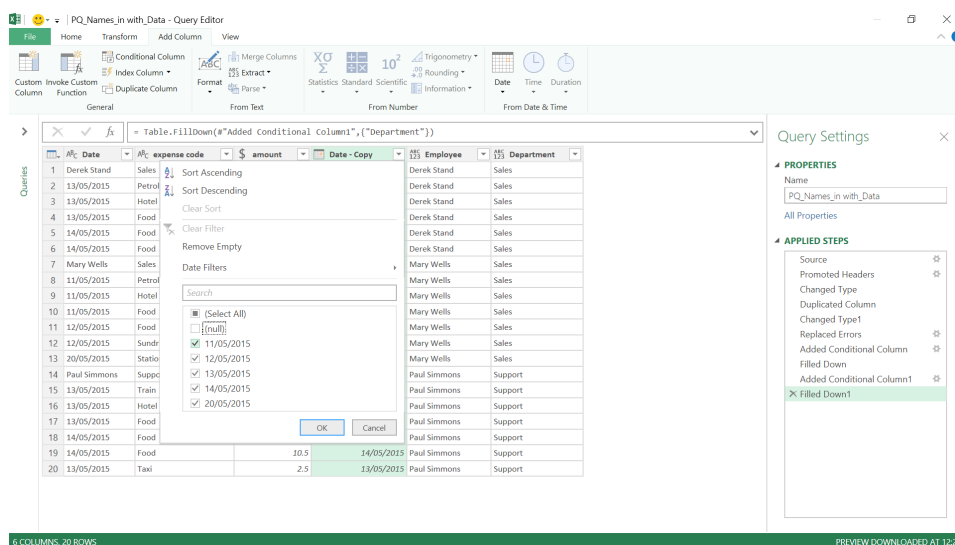 PQ_Names_in with_Data - Query Editor
File Home Transform Add Column View
Custom Column
Invoke Custom Function
Conditional Column
Index Column
Duplicate Column
General
ABC
Format
Merge Columns
ABC 123 Extract
Parse
From Text
XΟ
Σ
Statistics
Standard
10²
Scientific
Trigonometry
.00 Rounding
Information
From Number
Date
Time
Duration
From Date & Time
fx = Table.FillDown(#"Added Conditional Column1",{"Department"})
Queries
ABC Date ABC expense code $ amount Date - Copy ABC 123 Employee ABC 123 Department
1 Derek Stand Sales Derek Stand Sales
2 13/05/2015 Petrol Derek Stand Sales
3 13/05/2015 Hotel Derek Stand Sales
4 13/05/2015 Food Derek Stand Sales
5 14/05/2015 Food Derek Stand Sales
6 14/05/2015 Food Derek Stand Sales
7 Mary Wells Sales Mary Wells Sales
8 11/05/2015 Petrol Mary Wells Sales
9 11/05/2015 Hotel Mary Wells Sales
10 11/05/2015 Food Mary Wells Sales
11 12/05/2015 Food Mary Wells Sales
12 12/05/2015 Sundr Mary Wells Sales
13 20/05/2015 Statio Mary Wells Sales
14 Paul Simmons Suppo Paul Simmons Support
15 13/05/2015 Train Paul Simmons Support
16 13/05/2015 Hotel Paul Simmons Support
17 13/05/2015 Food Paul Simmons Support
18 14/05/2015 Food Paul Simmons Support
19 14/05/2015 Food 10.5 14/05/2015 Paul Simmons Support
20 13/05/2015 Taxi 2.5 13/05/2015 Paul Simmons Support
Sort Ascending
Sort Descending
Clear Sort
Clear Filter
Remove Empty
Date Filters
Search
(Select All)
(null)
11/05/2015
12/05/2015
13/05/2015
14/05/2015
20/05/2015
OK Cancel
Query Settings
PROPERTIES
Name
PQ_Names_in with_Data
All Properties
APPLIED STEPS
Source
Promoted Headers
Changed Type
Duplicated Column
Changed Type1
Replaced Errors
Added Conditional Column
Filled Down
Added Conditional Column1
Filled Down1
6 COLUMNS, 20 ROWS
PREVIEW DOWNLOADED AT 12: